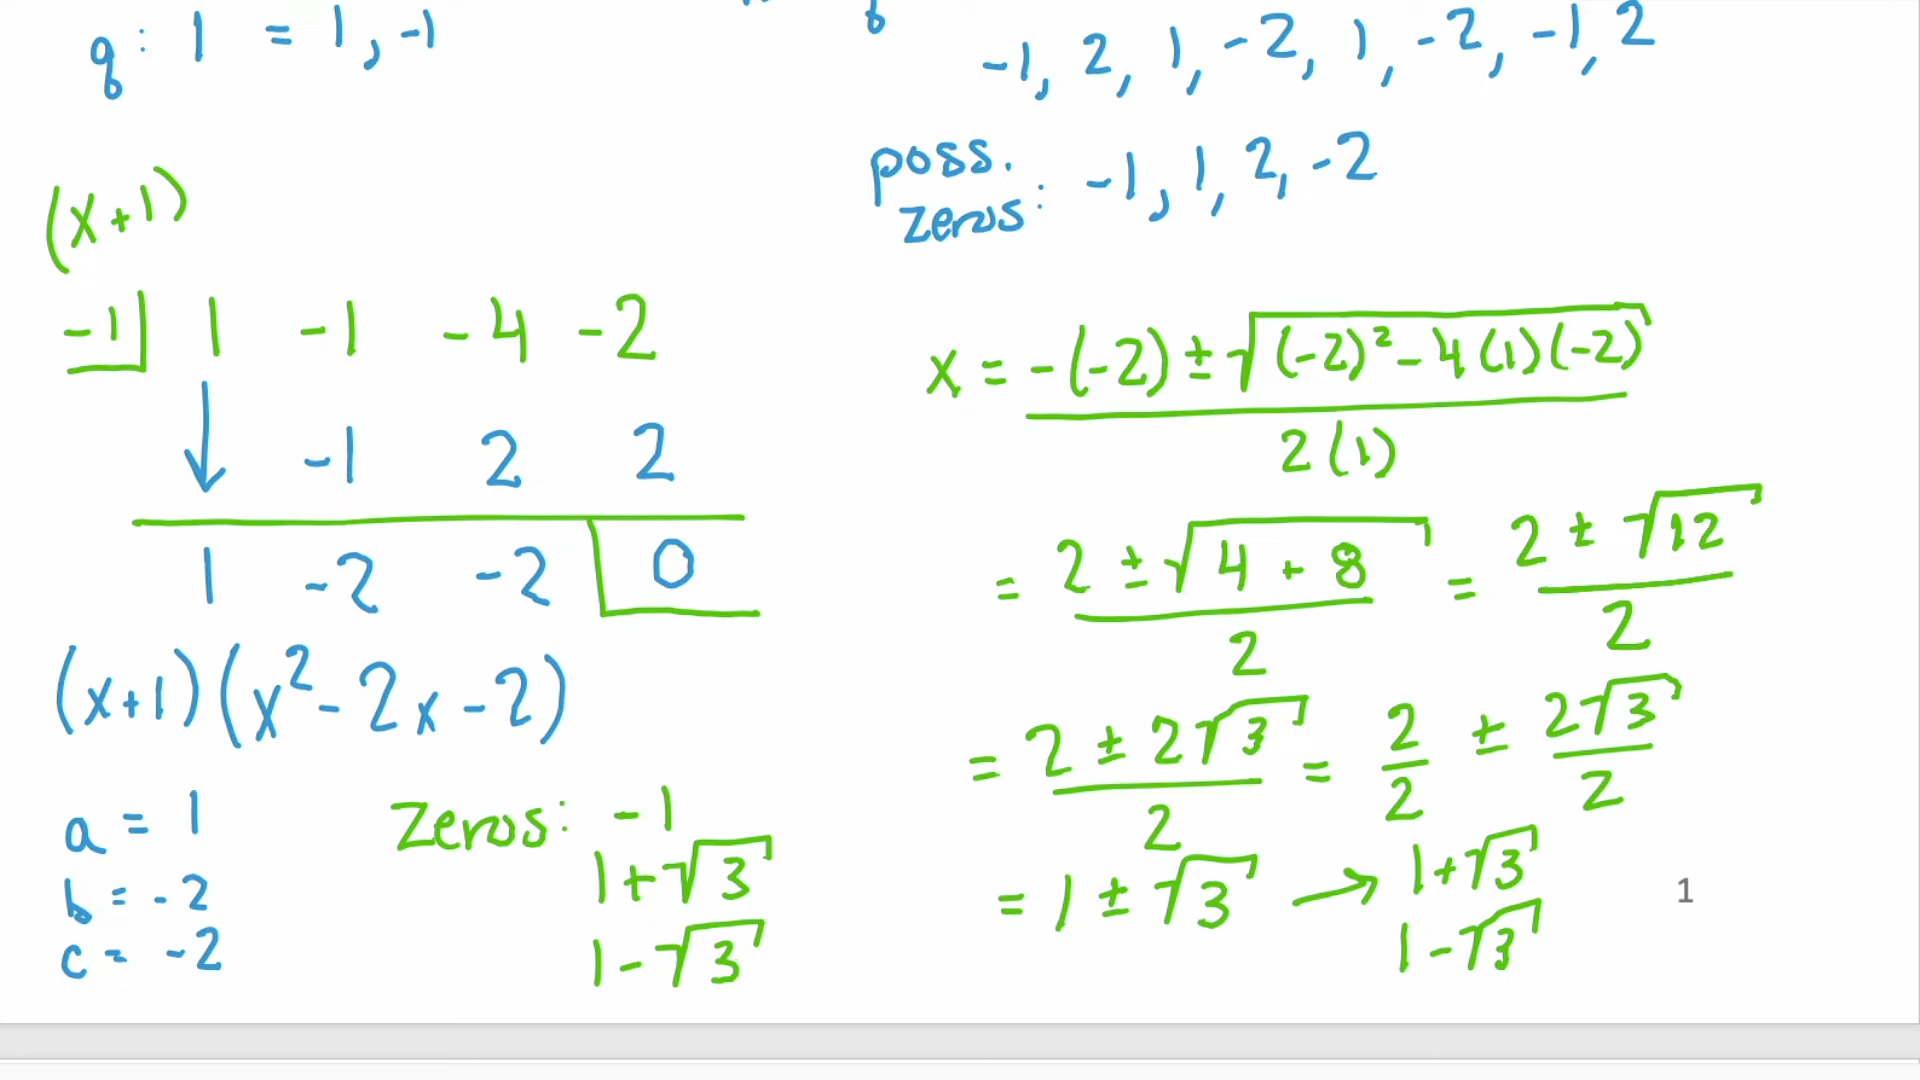 q: 1 = 1, -1
-1, 2, 1, -2, 1, -2, -1, 2
poss. zeros: -1, 1, 2, -2
(x+1)
-1 | 1 -1 -4 -2
-1 2 2
1 -2 -2 | 0
(x+1)(x² - 2x - 2)
a = 1
b = -2
c = -2
Zeros: -1
1+√3
1-√3
x = -(-2) ± √((-2)² - 4(1)(-2))
2(1)
= 2 ± √(4 + 8) / 2 = 2 ± √12 / 2
= 2 ± 2√3 / 2 = 2/2 ± 2√3/2
= 1 ± √3 → 1+√3
1-√3
1